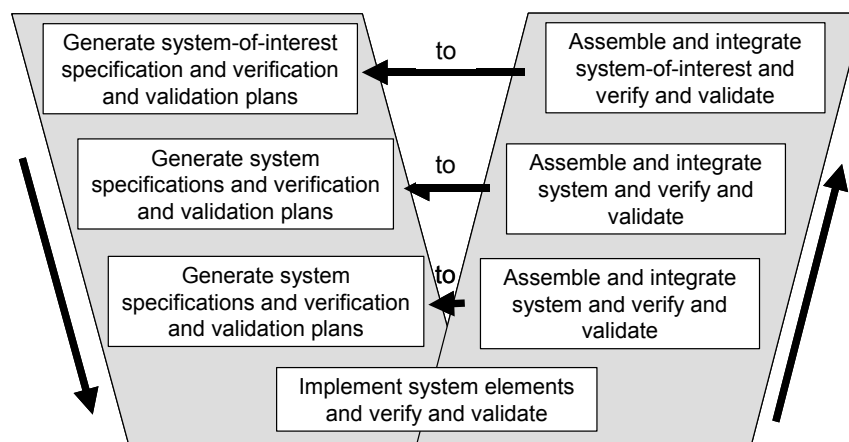 Generate system-of-interest
specification and verification
and validation plans
to
Assemble and integrate
system-of-interest and
verify and validate
Generate system
specifications and verification
and validation plans
to
Assemble and integrate
system and verify and
validate
Generate system
specifications and verification
and validation plans
to
Assemble and integrate
system and verify and
validate
Implement system elements
and verify and validate